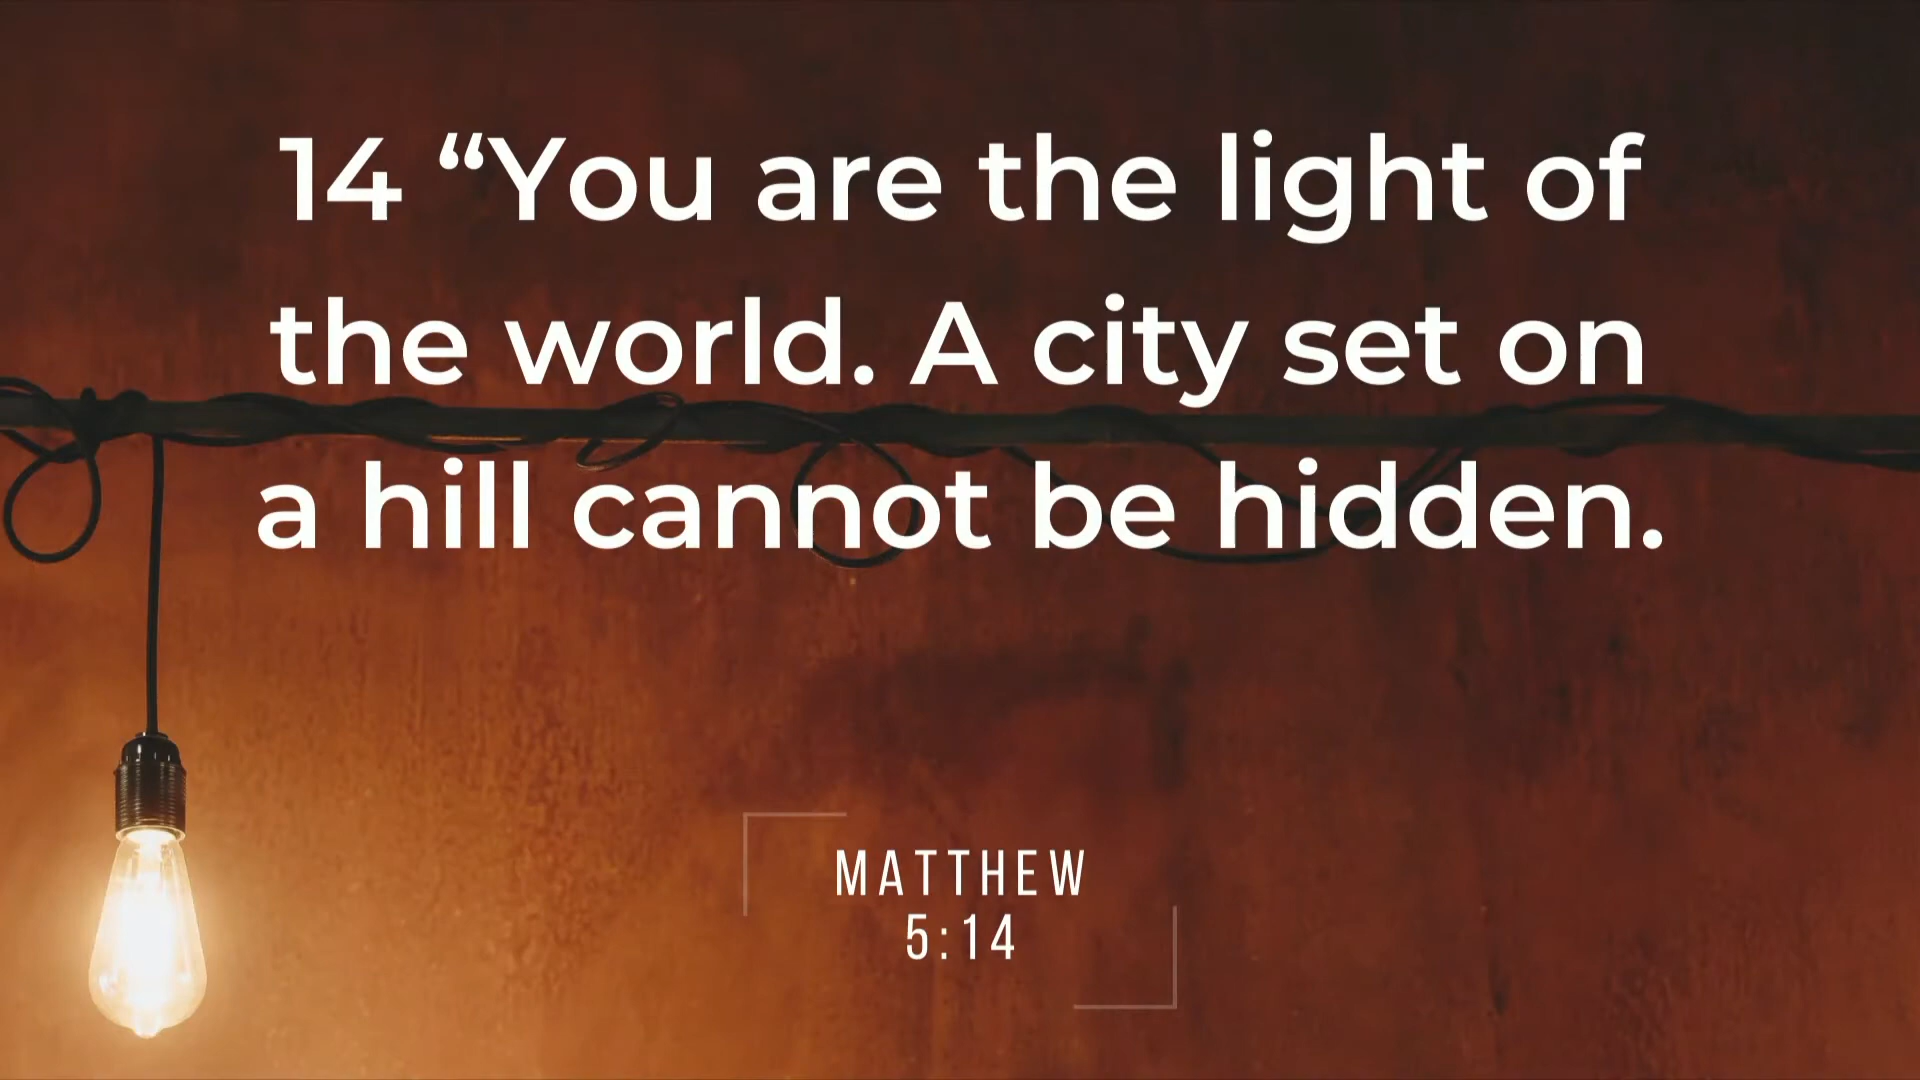 14 “You are the light of
the world. A city set on
a hill cannot be hidden.
MATTHEW
5:14